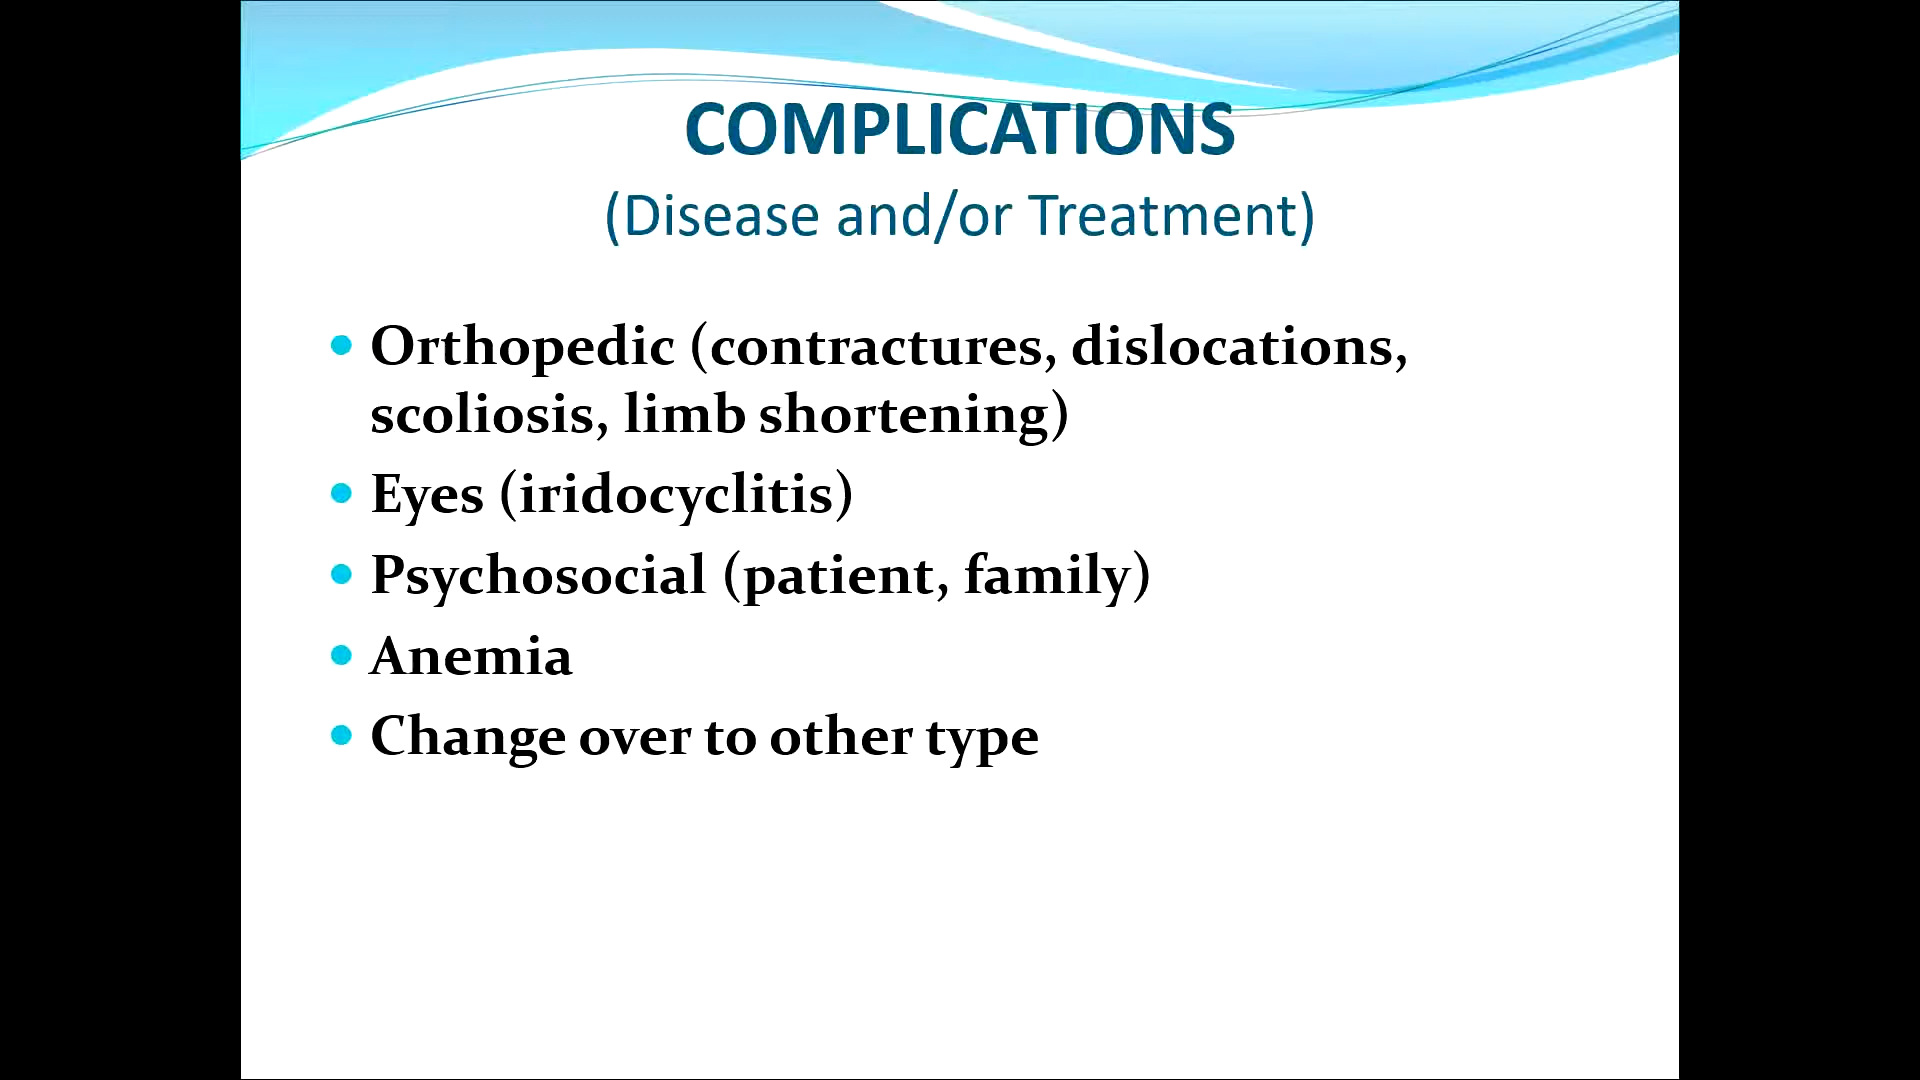 COMPLICATIONS
(Disease and/or Treatment)
• Orthopedic (contractures, dislocations,
scoliosis, limb shortening)
• Eyes (iridocyclitis)
• Psychosocial (patient, family)
• Anemia
• Change over to other type